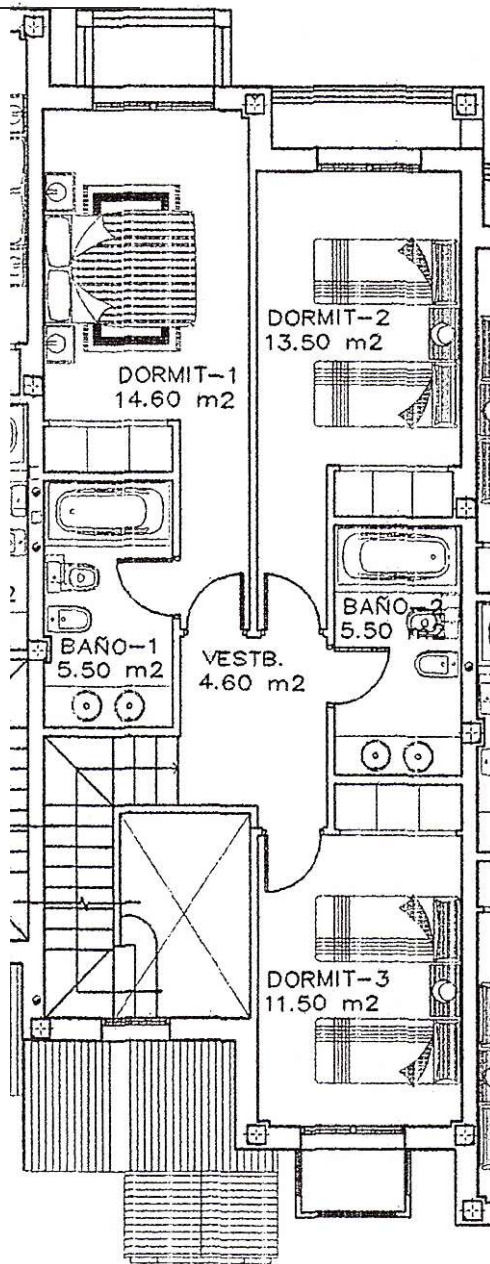 DORMIT-1
14.60 m2
DORMIT-2
13.50 m2
BAÑO-1
5.50 m2
VESTB.
4.60 m2
BAÑO-2
5.50 m2
DORMIT-3
11.50 m2